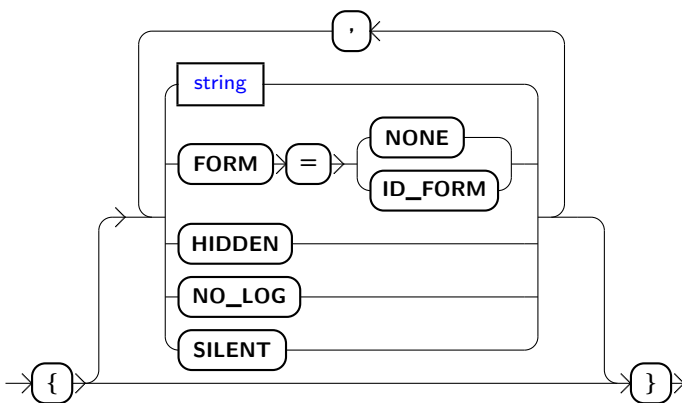 ,
string
NONE
FORM =
ID_FORM
HIDDEN
NO_LOG
SILENT
{ }